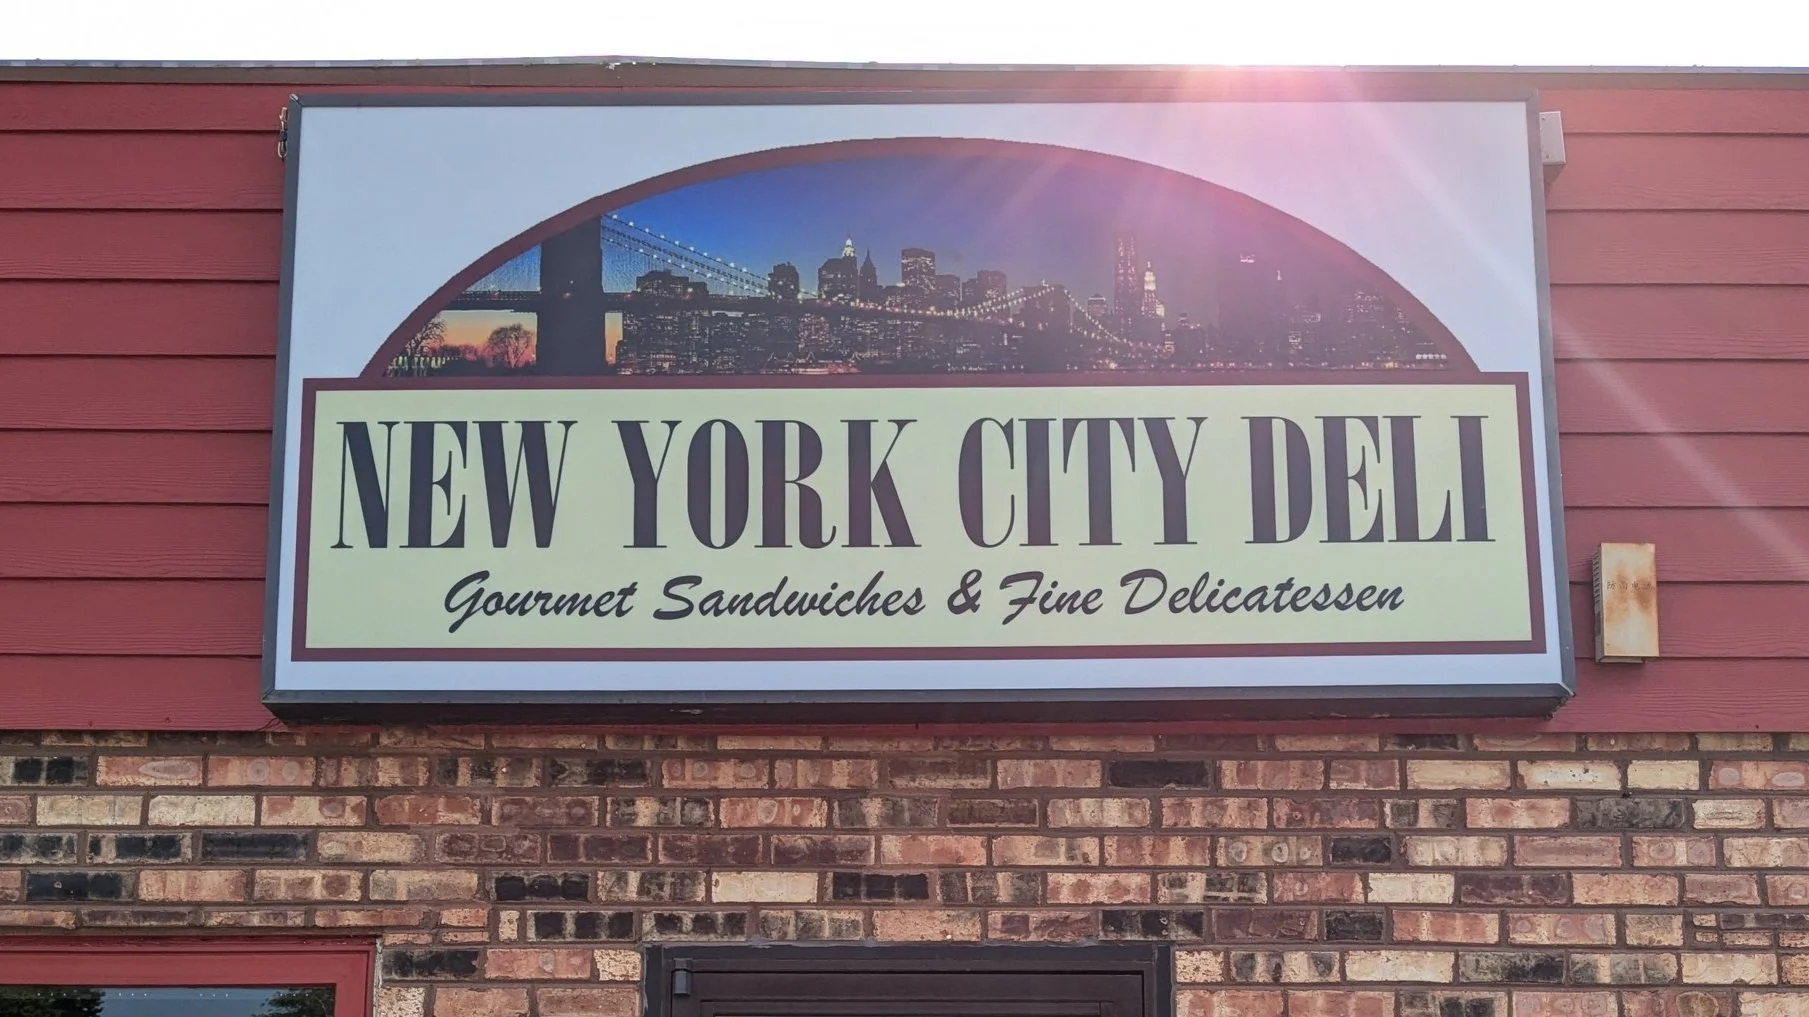 NEW YORK CITY DELI
Gourmet Sandwiches & Fine Delicatessen